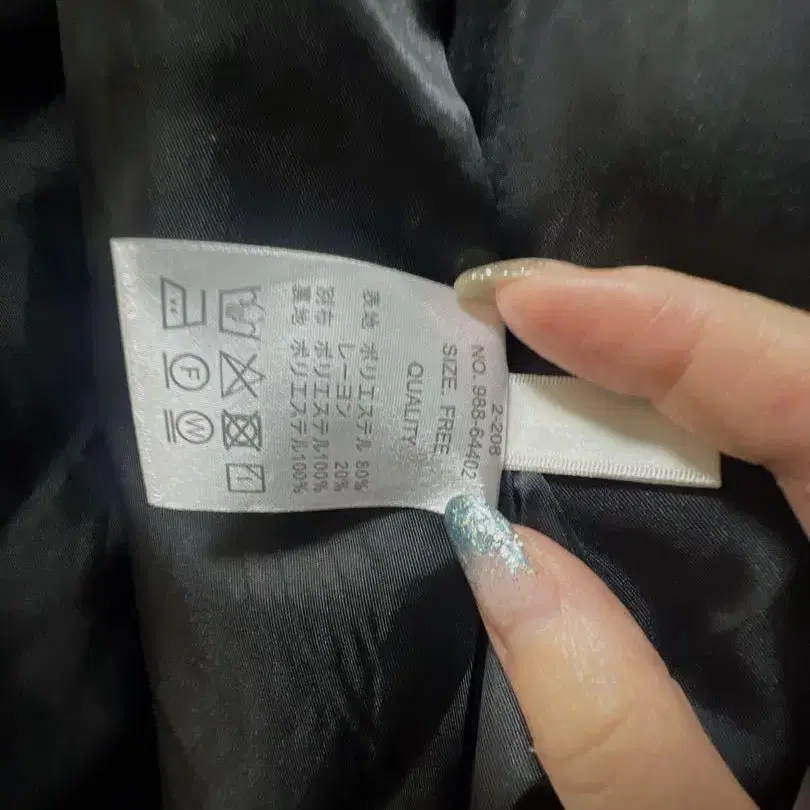 2-208
NO. 988-64402
SIZE. FREE
QUALITY
表地 ポリエステル 80%
レーヨン 20%
別布 ポリエステル100%
裏地 ポリエステル100%
F
W